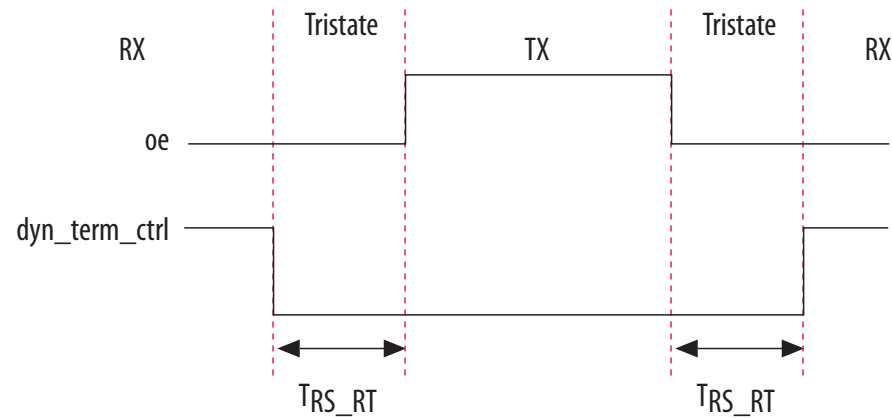 Tristate
Tristate
RX
TX
RX
oe
dyn_term_ctrl
TRS_RT
TRS_RT